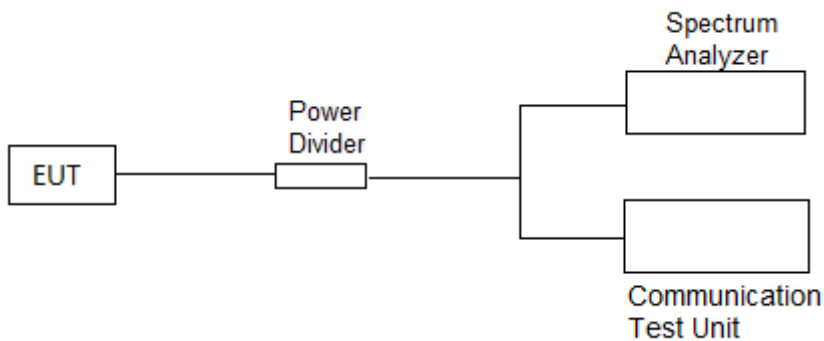 Spectrum
Analyzer
Power
Divider
EUT
Communication
Test Unit